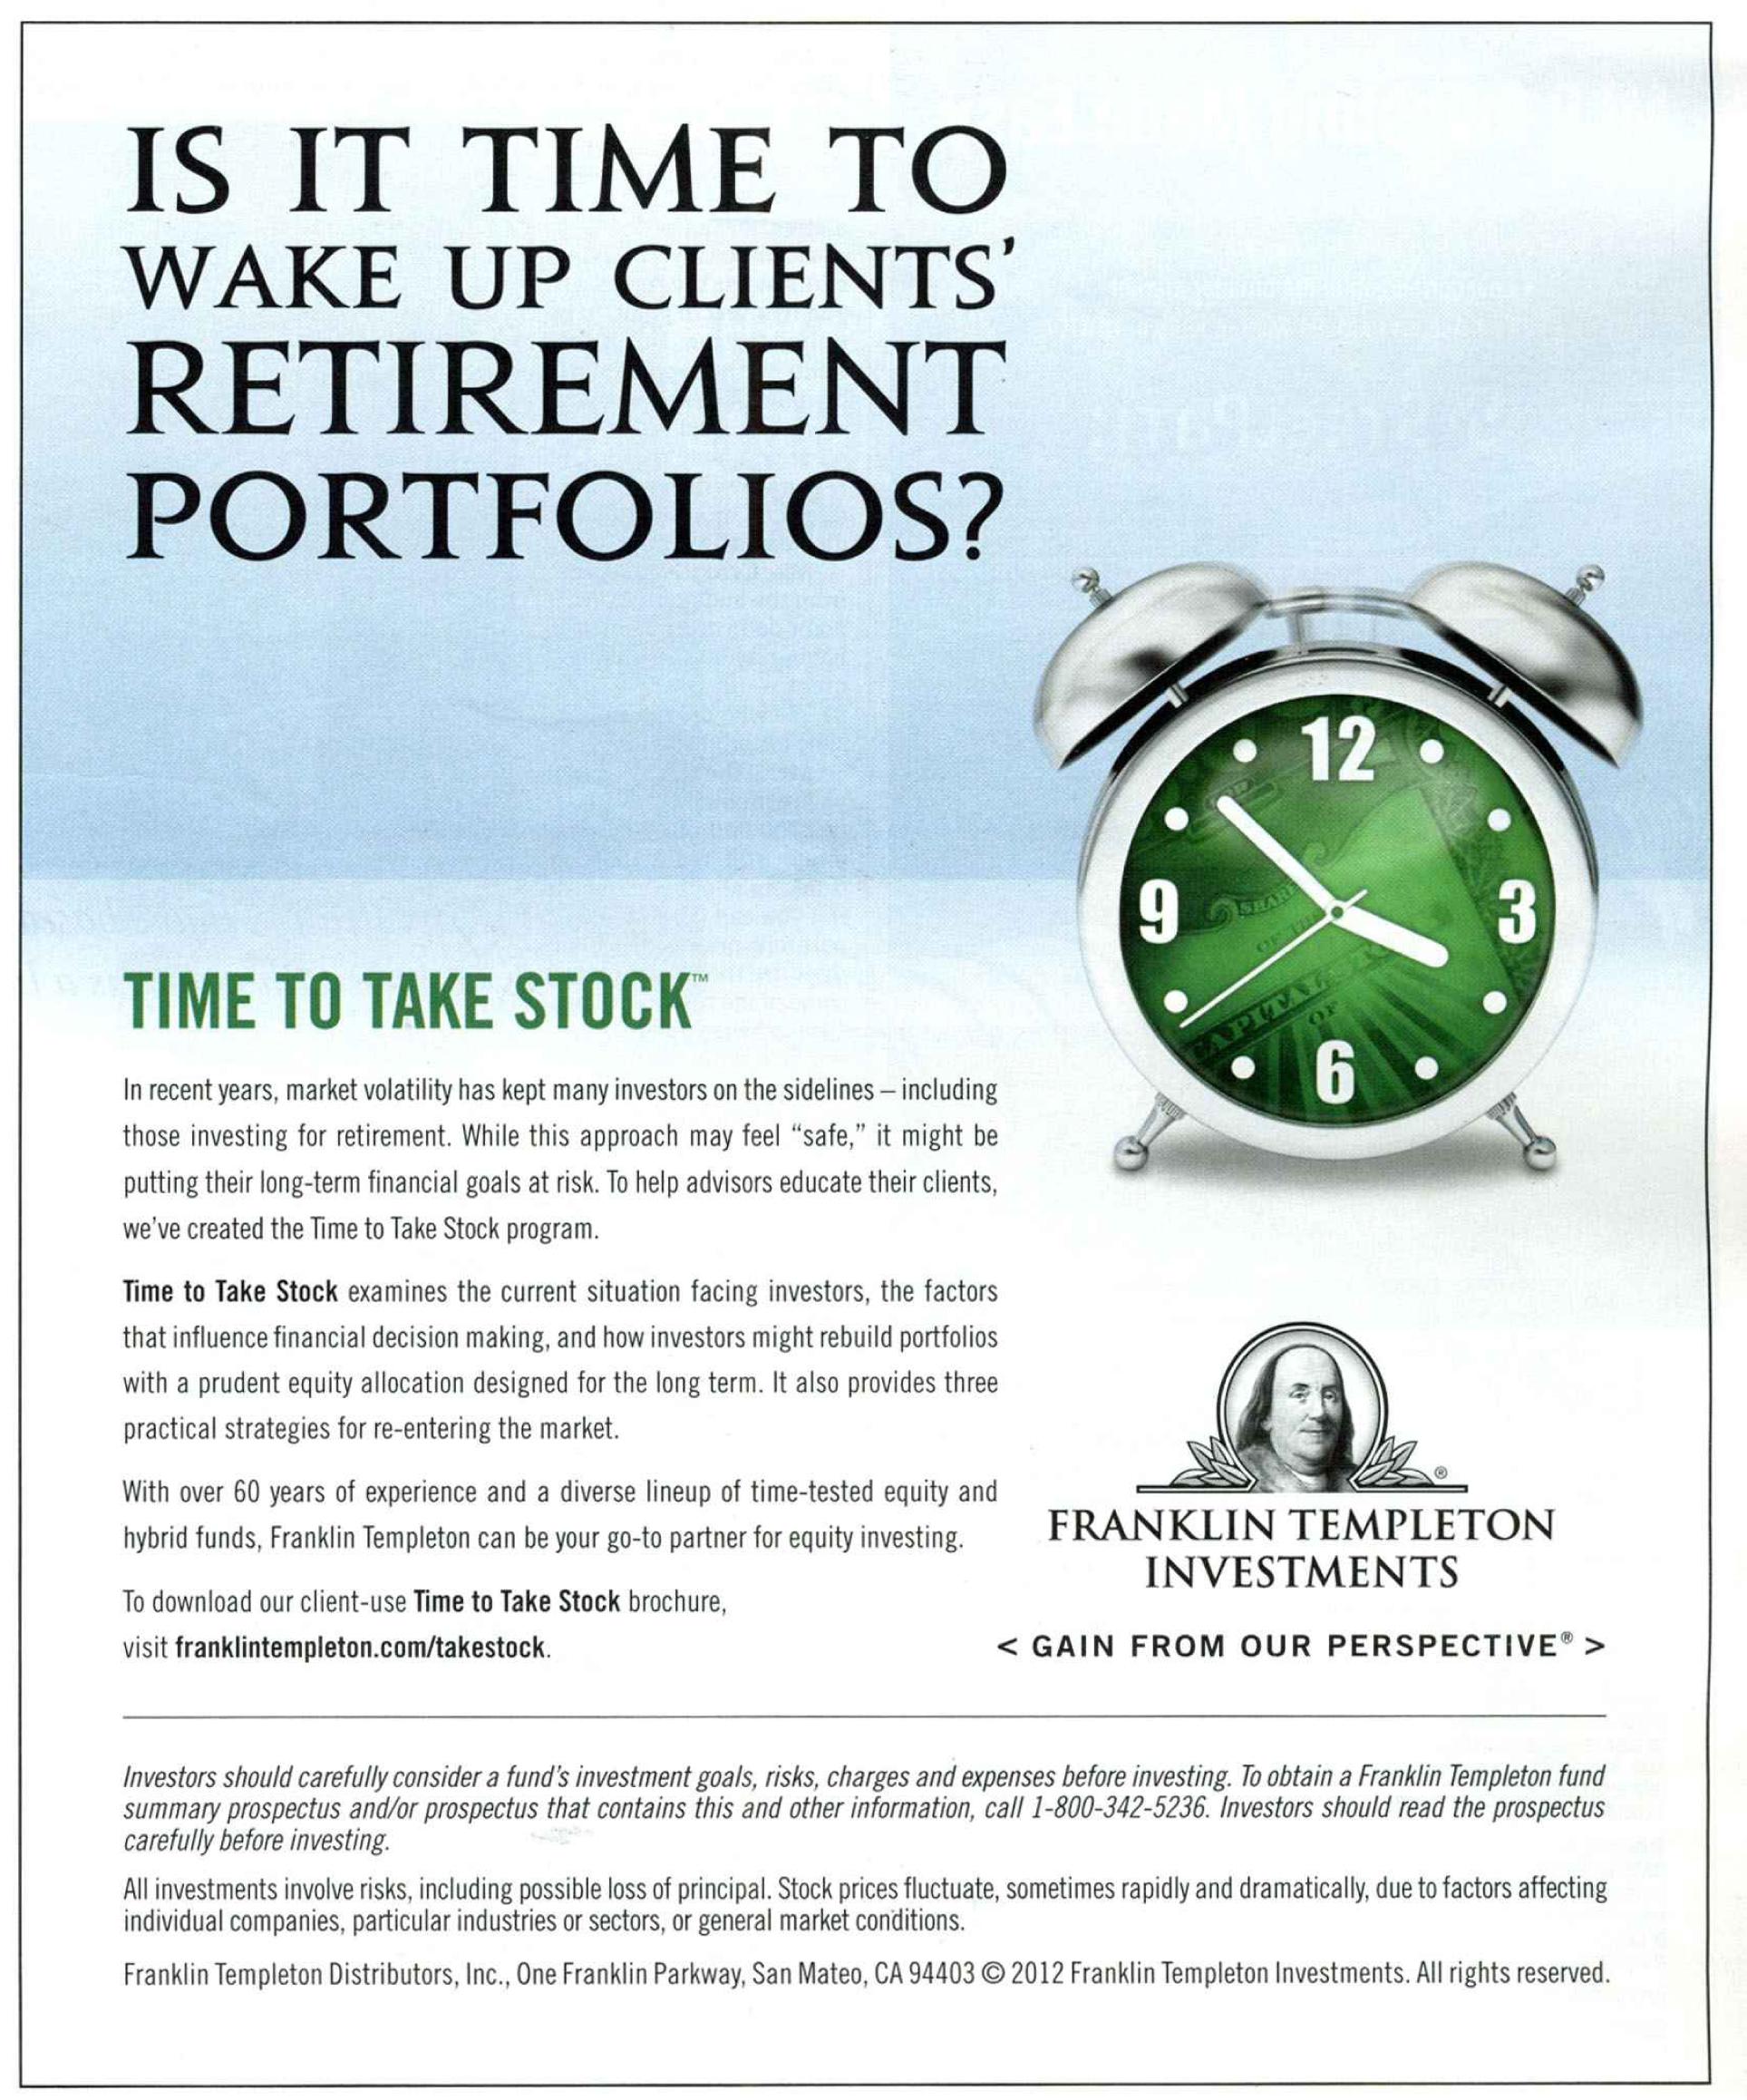 IS IT TIME TO
WAKE UP CLIENTS'
RETIREMENT
PORTFOLIOS?
12
9
3
6
SHARES
CAPITAL
OF
TIME TO TAKE STOCK™
In recent years, market volatility has kept many investors on the sidelines – including
those investing for retirement. While this approach may feel “safe,” it might be
putting their long-term financial goals at risk. To help advisors educate their clients,
we've created the Time to Take Stock program.
Time to Take Stock examines the current situation facing investors, the factors
that influence financial decision making, and how investors might rebuild portfolios
with a prudent equity allocation designed for the long term. It also provides three
practical strategies for re-entering the market.
With over 60 years of experience and a diverse lineup of time-tested equity and
hybrid funds, Franklin Templeton can be your go-to partner for equity investing.
To download our client-use Time to Take Stock brochure,
visit franklintempleton.com/takestock.
®
FRANKLIN TEMPLETON
INVESTMENTS
< GAIN FROM OUR PERSPECTIVE® >
Investors should carefully consider a fund's investment goals, risks, charges and expenses before investing. To obtain a Franklin Templeton fund
summary prospectus and/or prospectus that contains this and other information, call 1-800-342-5236. Investors should read the prospectus
carefully before investing.
All investments involve risks, including possible loss of principal. Stock prices fluctuate, sometimes rapidly and dramatically, due to factors affecting
individual companies, particular industries or sectors, or general market conditions.
Franklin Templeton Distributors, Inc., One Franklin Parkway, San Mateo, CA 94403 © 2012 Franklin Templeton Investments. All rights reserved.